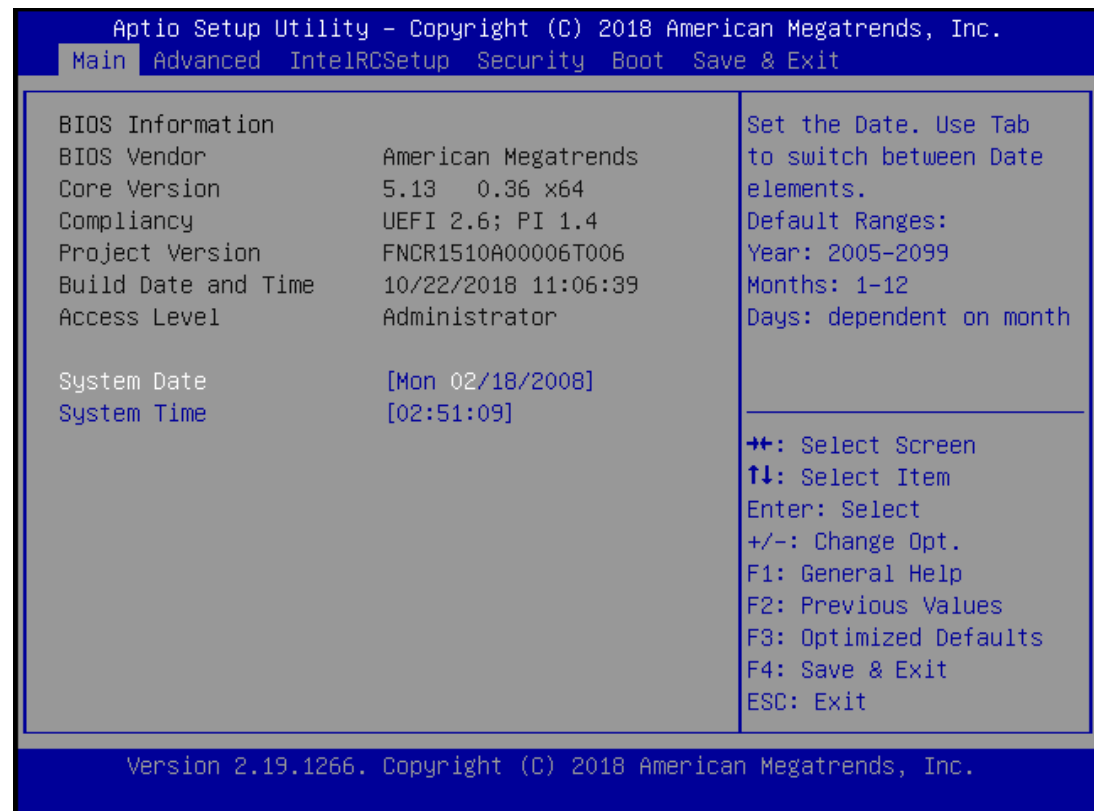 Aptio Setup Utility – Copyright (C) 2018 American Megatrends, Inc.
Main Advanced IntelRCSetup Security Boot Save & Exit
BIOS Information
BIOS Vendor American Megatrends
Core Version 5.13 0.36 x64
Compliancy UEFI 2.6; PI 1.4
Project Version FNCR1510A00006T006
Build Date and Time 10/22/2018 11:06:39
Access Level Administrator
System Date [Mon 02/18/2008]
System Time [02:51:09]
Set the Date. Use Tab
to switch between Date
elements.
Default Ranges:
Year: 2005-2099
Months: 1-12
Days: dependent on month
→←: Select Screen
↑↓: Select Item
Enter: Select
+/-: Change Opt.
F1: General Help
F2: Previous Values
F3: Optimized Defaults
F4: Save & Exit
ESC: Exit
Version 2.19.1266. Copyright (C) 2018 American Megatrends, Inc.